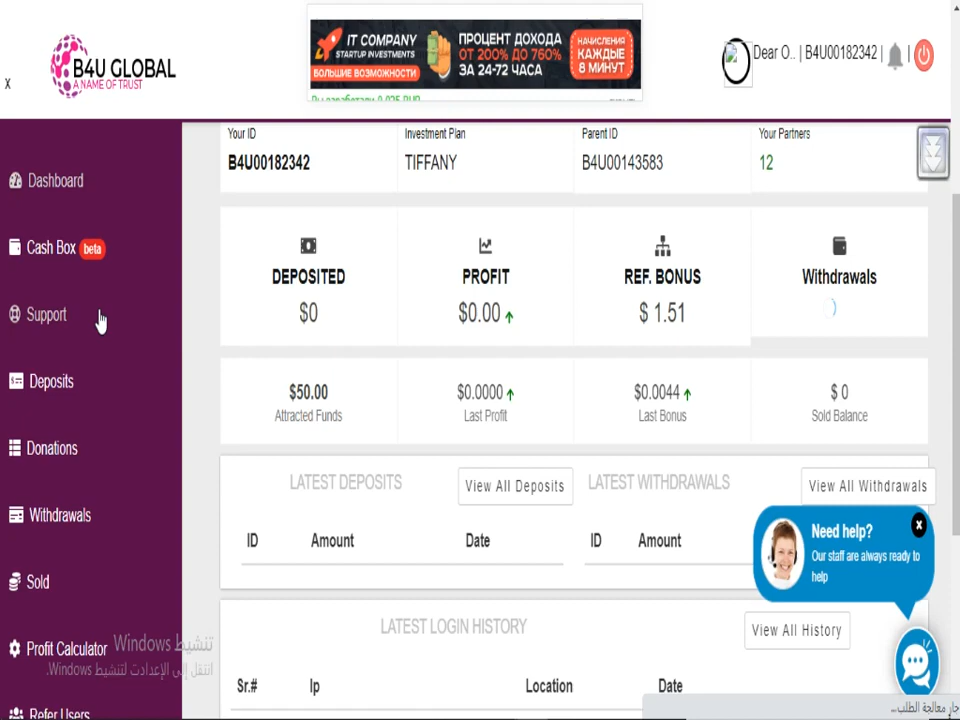 B4U GLOBAL
A NAME OF TRUST
x
IT COMPANY
STARTUP INVESTMENTS
БОЛЬШИЕ ВОЗМОЖНОСТИ
ПРОЦЕНТ ДОХОДА
ОТ 200% ДО 760%
ЗА 24-72 ЧАСА
НАЧИСЛЕНИЯ
КАЖДЫЕ
8 МИНУТ
Dear O.. | B4U00182342 | |
Dashboard
Cash Box beta
Support
Deposits
Donations
Withdrawals
Sold
Profit Calculator
Refer Users
Your ID
B4U00182342
Investment Plan
TIFFANY
Parent ID
B4U00143583
Your Partners
12
DEPOSITED
$0
PROFIT
$0.00
REF. BONUS
$ 1.51
Withdrawals
$50.00
Attracted Funds
$0.0000
Last Profit
$0.0044
Last Bonus
$ 0
Sold Balance
LATEST DEPOSITS
View All Deposits
ID Amount Date
LATEST WITHDRAWALS
View All Withdrawals
ID Amount
Need help?
Our staff are always ready to
help
LATEST LOGIN HISTORY
View All History
Sr.# Ip Location Date
تنشيط Windows
انتقل إلى الإعدادت لتنشيط Windows.
جار معالجة الطلب...